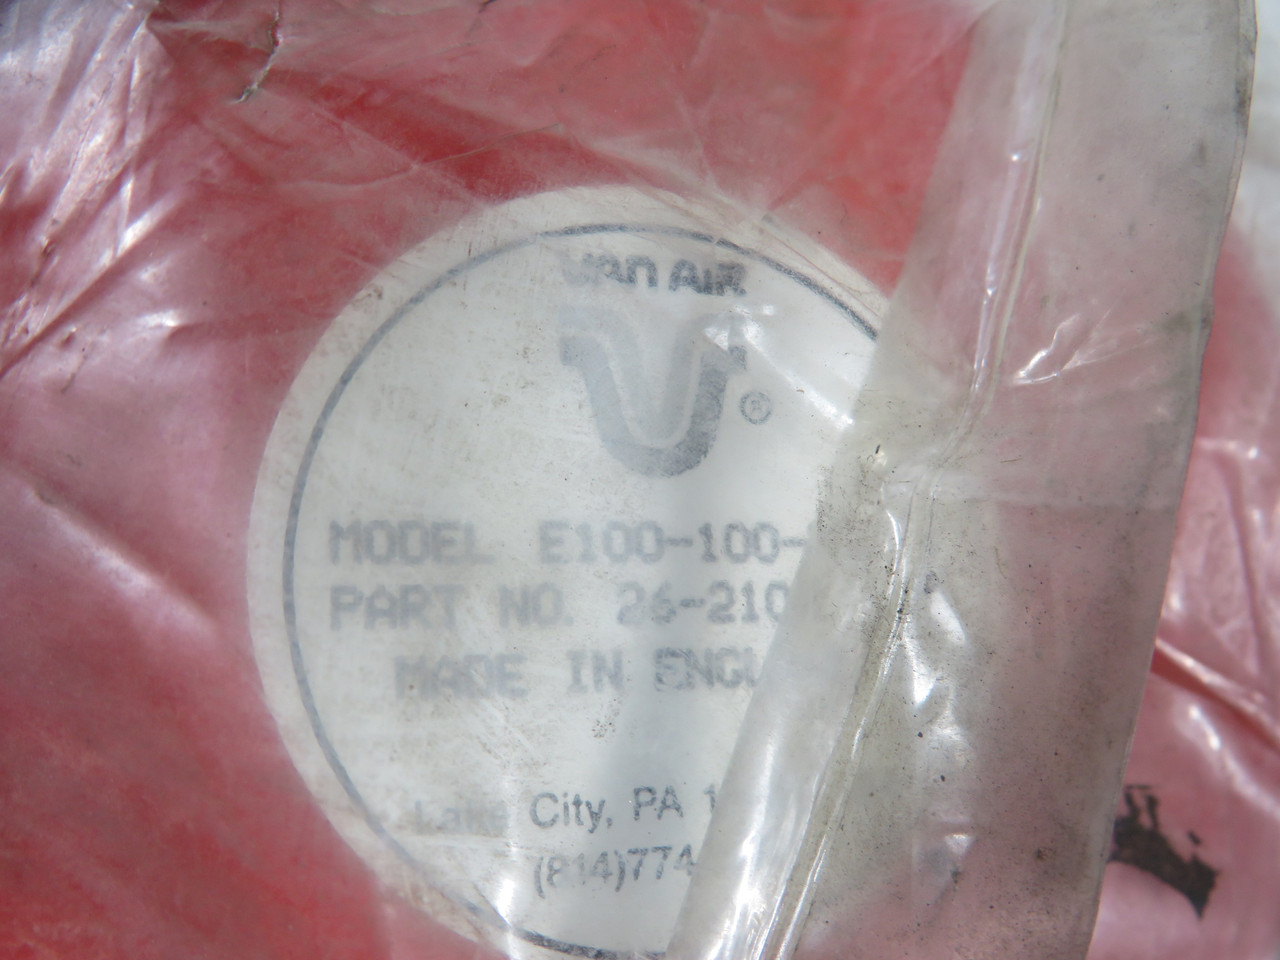 VAN AIR
®
MODEL E100-100-
PART NO. 26-210
MADE IN ENGL
Lake City, PA 1
(814)774